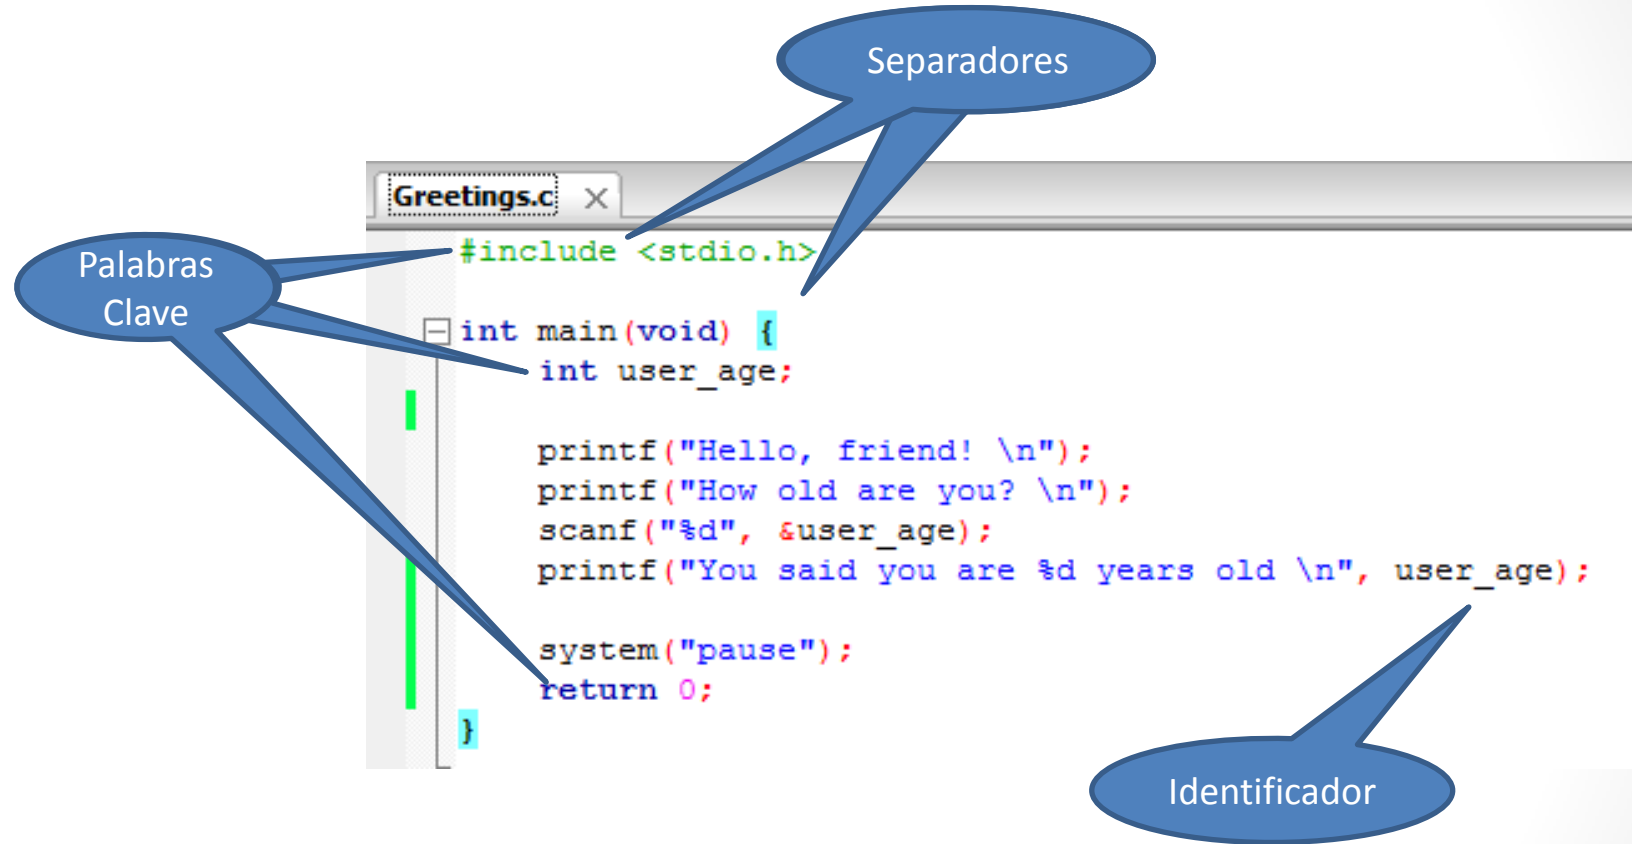 Separadores
Greetings.c
Palabras
Clave
#include <stdio.h>
int main(void) {
int user_age;
printf("Hello, friend! \n");
printf("How old are you? \n");
scanf("%d", &user_age);
printf("You said you are %d years old \n", user_age);
system("pause");
return 0;
}
Identificador